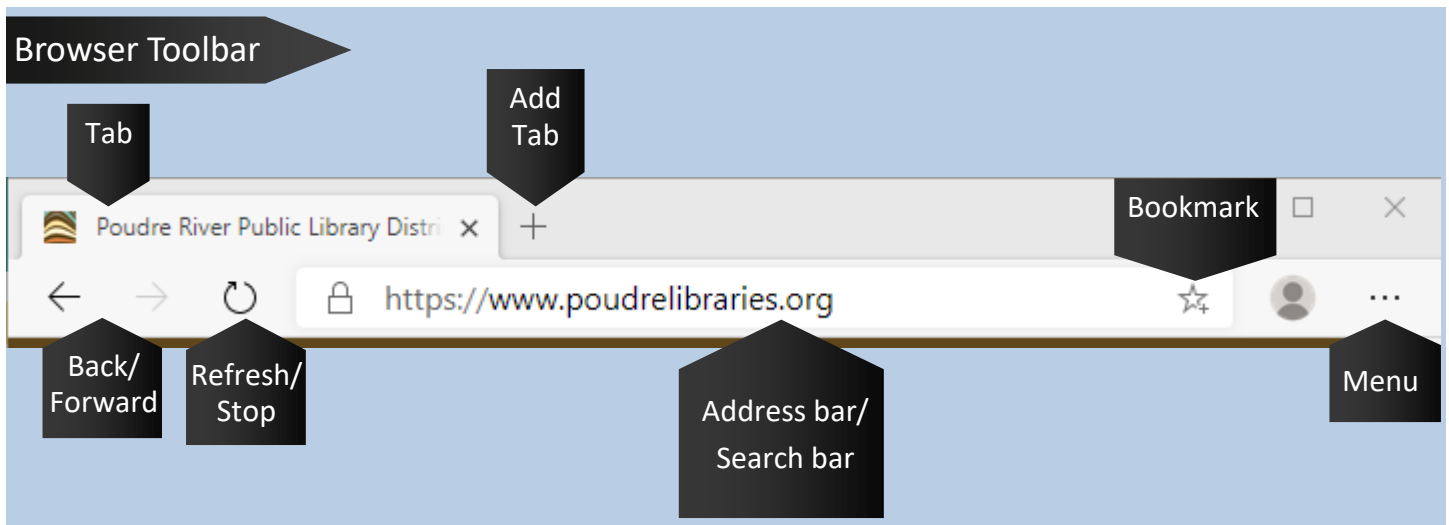 Browser Toolbar
Tab
Add
Tab
Bookmark
Poudre River Public Library Distri
https://www.poudrelibraries.org
Back/
Forward
Refresh/
Stop
Address bar/
Search bar
Menu